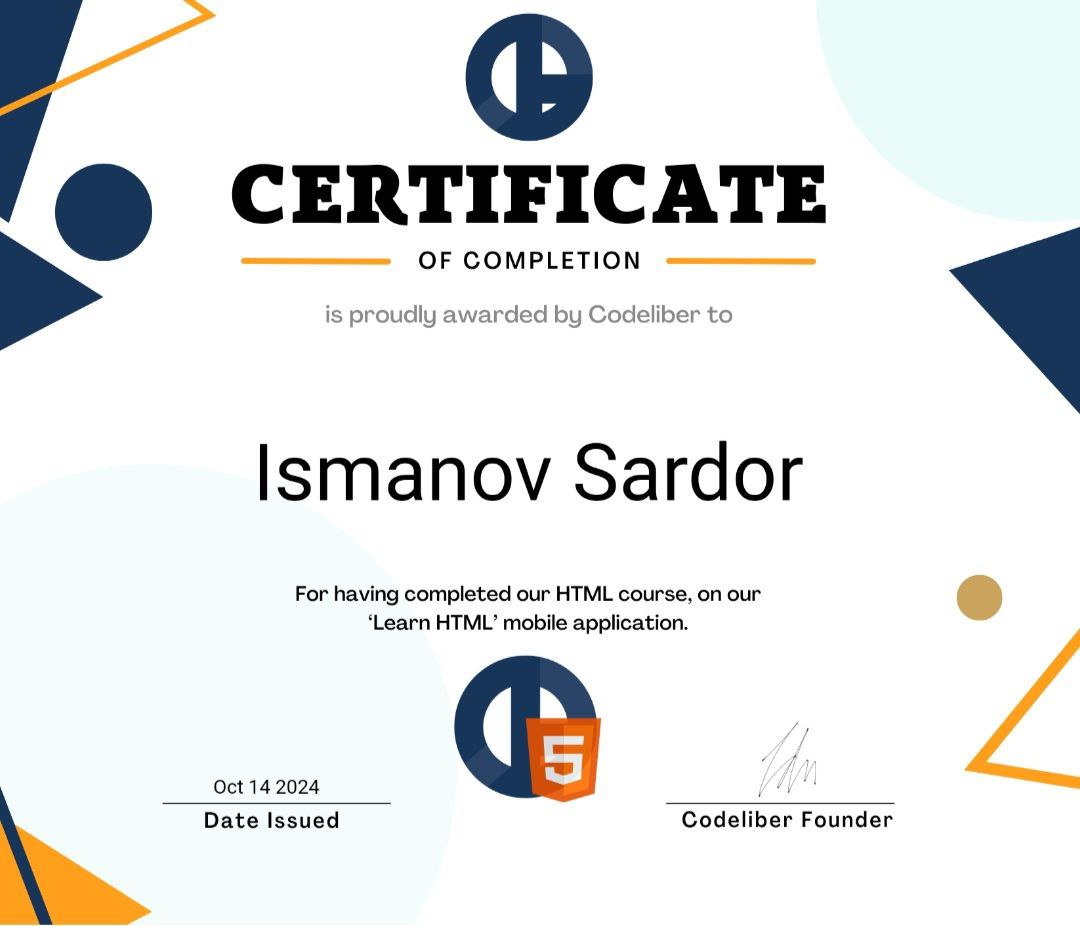 CERTIFICATE
OF COMPLETION
is proudly awarded by Codeliber to
Ismanov Sardor
For having completed our HTML course, on our
‘Learn HTML’ mobile application.
5
Oct 14 2024
Date Issued
Codeliber Founder